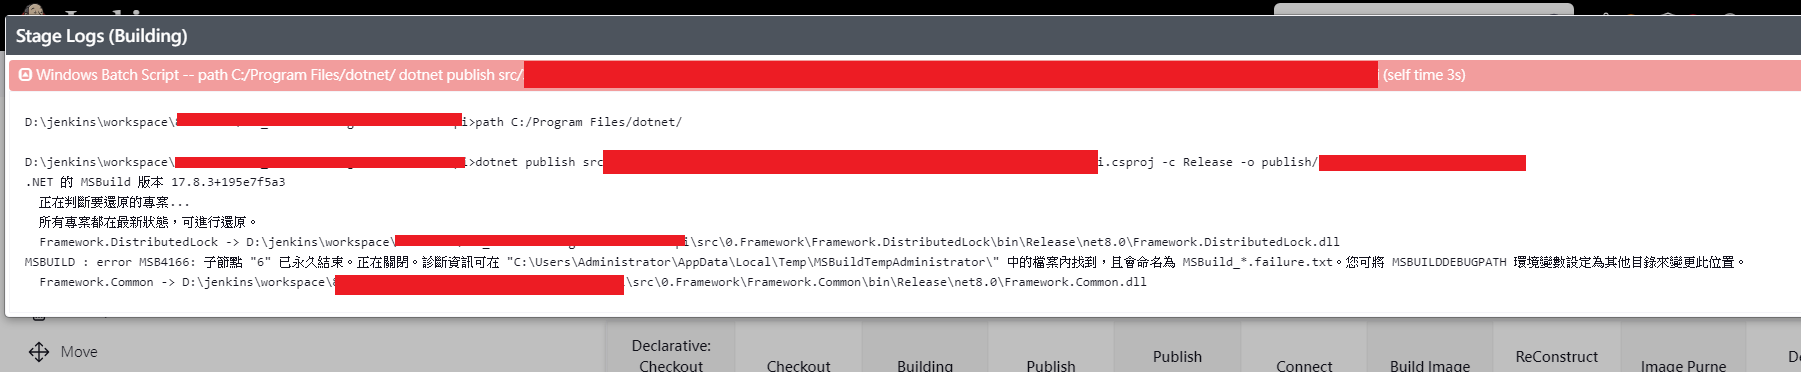 Stage Logs (Building)
Windows Batch Script -- path C:/Program Files/dotnet/ dotnet publish src/ (self time 3s)
D:\jenkins\workspace\ >path C:/Program Files/dotnet/
D:\jenkins\workspace\ >dotnet publish src i.csproj -c Release -o publish/
.NET 的 MSBuild 版本 17.8.3+195e7f5a3
正在判斷要還原的專案...
所有專案都在最新狀態，可進行還原。
Framework.DistributedLock -> D:\jenkins\workspace\ \src\0.Framework\Framework.DistributedLock\bin\Release\net8.0\Framework.DistributedLock.dll
MSBUILD : error MSB4166: 子節點 "6" 已永久結束。正在關閉。診斷資訊可在 "C:\Users\Administrator\AppData\Local\Temp\MSBuildTempAdministrator\" 中的檔案內找到，且會命名為 MSBuild_*.failure.txt。您可將 MSBUILDDEBUGPATH 環境變數設定為其他目錄來變更此位置。
Framework.Common -> D:\jenkins\workspace\ \src\0.Framework\Framework.Common\bin\Release\net8.0\Framework.Common.dll
Move
Declarative:
Checkout
Checkout
Building
Publish
Publish
Connect
Build Image
ReConstruct
Image Purne